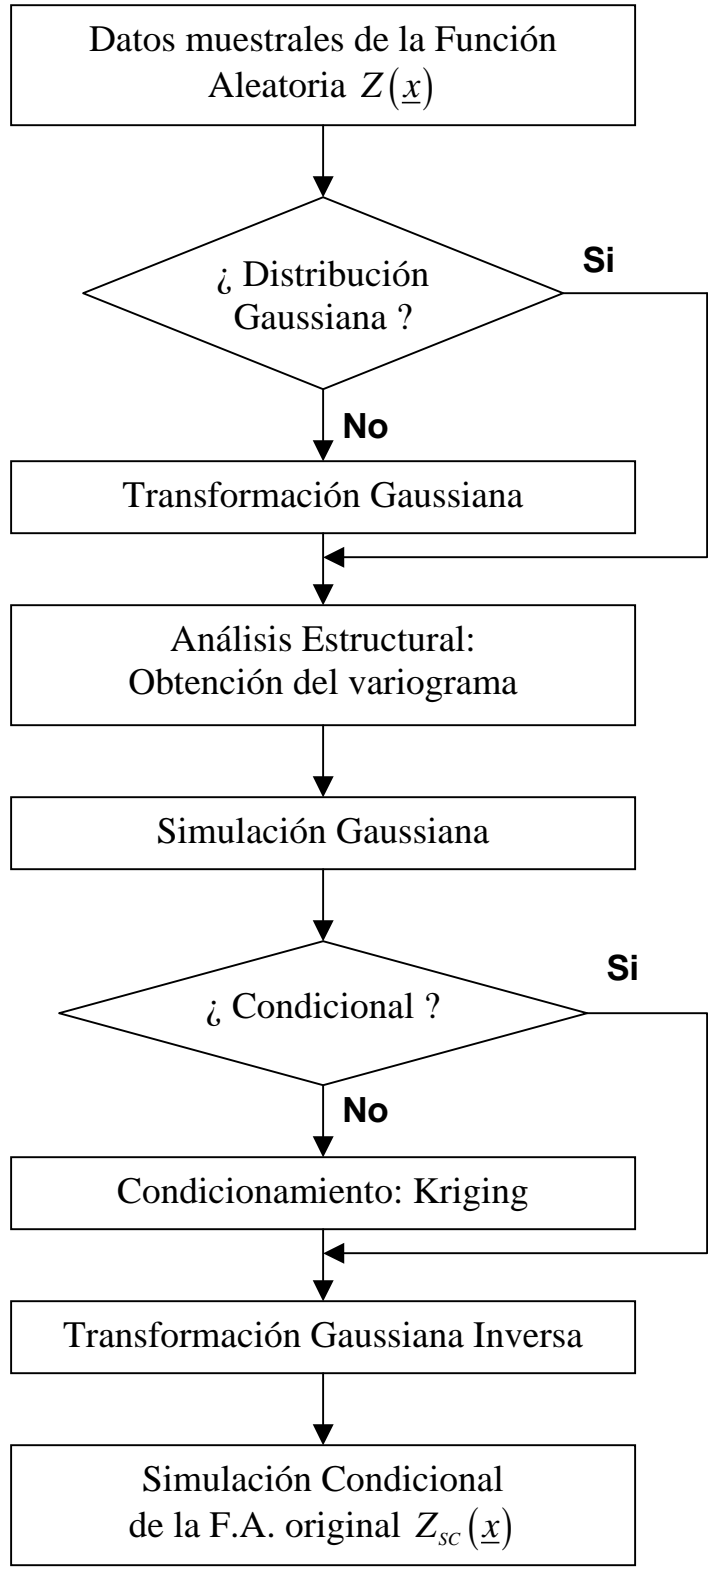 Datos muestrales de la Función
Aleatoria Z(x)
¿ Distribución
Gaussiana ?
Si
No
Transformación Gaussiana
Análisis Estructural:
Obtención del variograma
Simulación Gaussiana
¿ Condicional ?
Si
No
Condicionamiento: Kriging
Transformación Gaussiana Inversa
Simulación Condicional
de la F.A. original Z_SC(x)